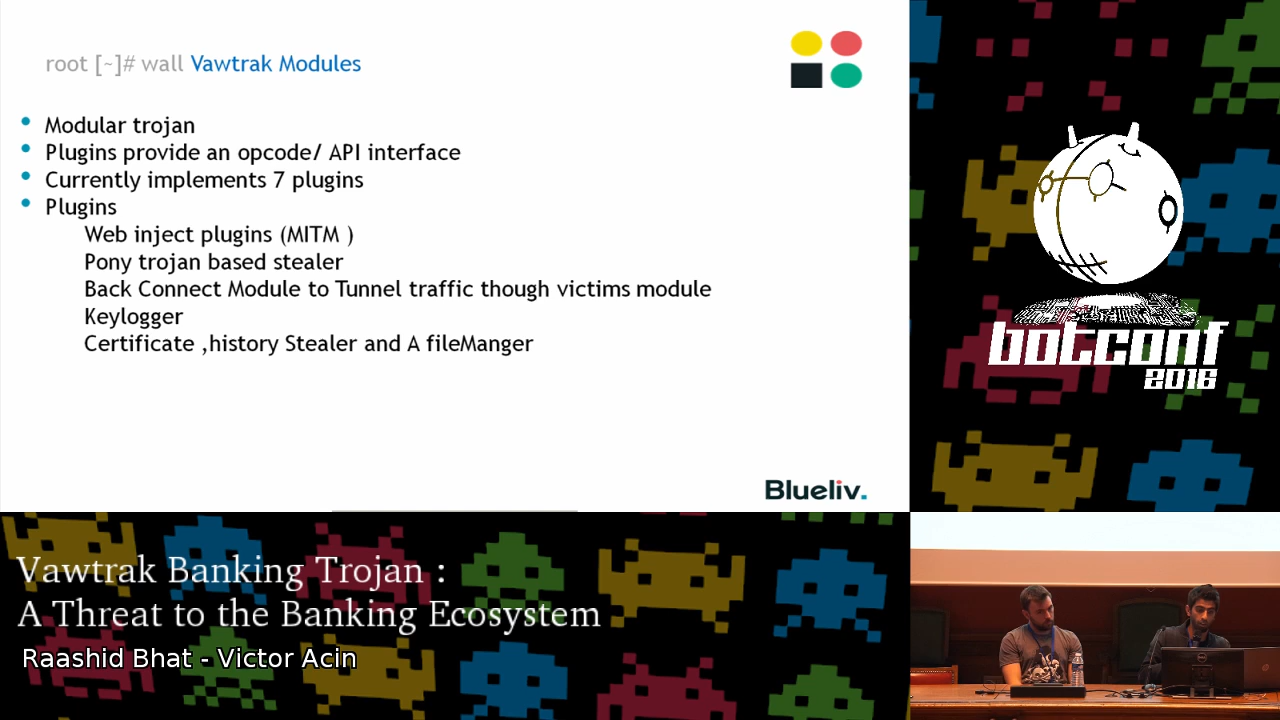 root [~]# wall Vawtrak Modules
Modular trojan
Plugins provide an opcode/ API interface
Currently implements 7 plugins
Plugins
Web inject plugins (MITM )
Pony trojan based stealer
Back Connect Module to Tunnel traffic though victims module
Keylogger
Certificate ,history Stealer and A fileManger
Blueliv.
botconf
2016
Vawtrak Banking Trojan :
A Threat to the Banking Ecosystem
Raashid Bhat - Victor Acin